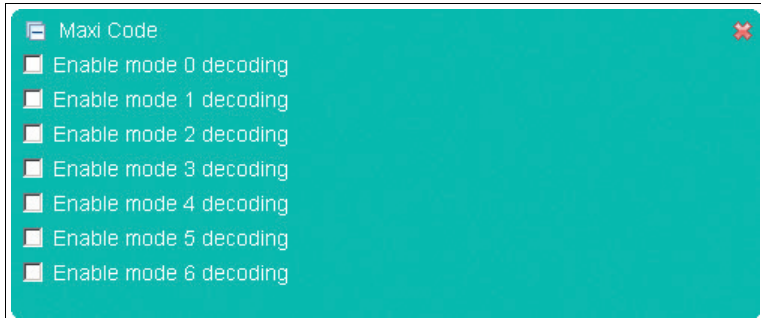 Maxi Code
Enable mode 0 decoding
Enable mode 1 decoding
Enable mode 2 decoding
Enable mode 3 decoding
Enable mode 4 decoding
Enable mode 5 decoding
Enable mode 6 decoding